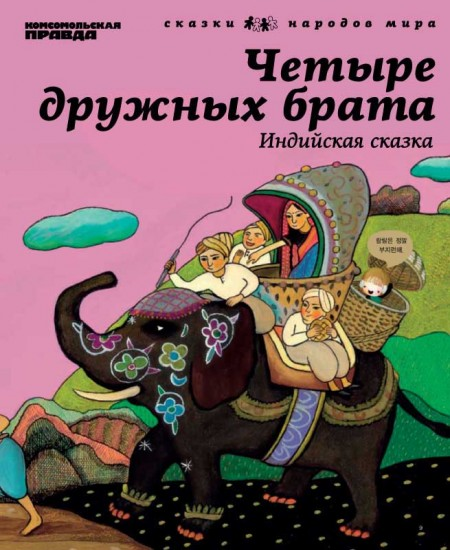 КОМСОМОЛЬСКАЯ
ПРАВДА
сказки народов мира
Четыре
дружных брата
Индийская сказка